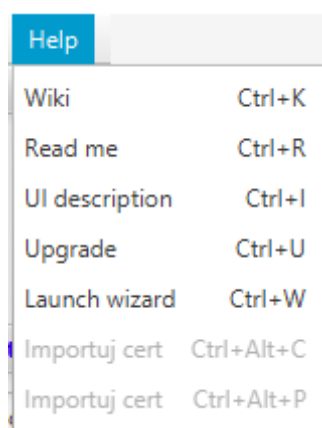 Help
Wiki Ctrl+K
Read me Ctrl+R
UI description Ctrl+I
Upgrade Ctrl+U
Launch wizard Ctrl+W
Importuj cert Ctrl+Alt+C
Importuj cert Ctrl+Alt+P